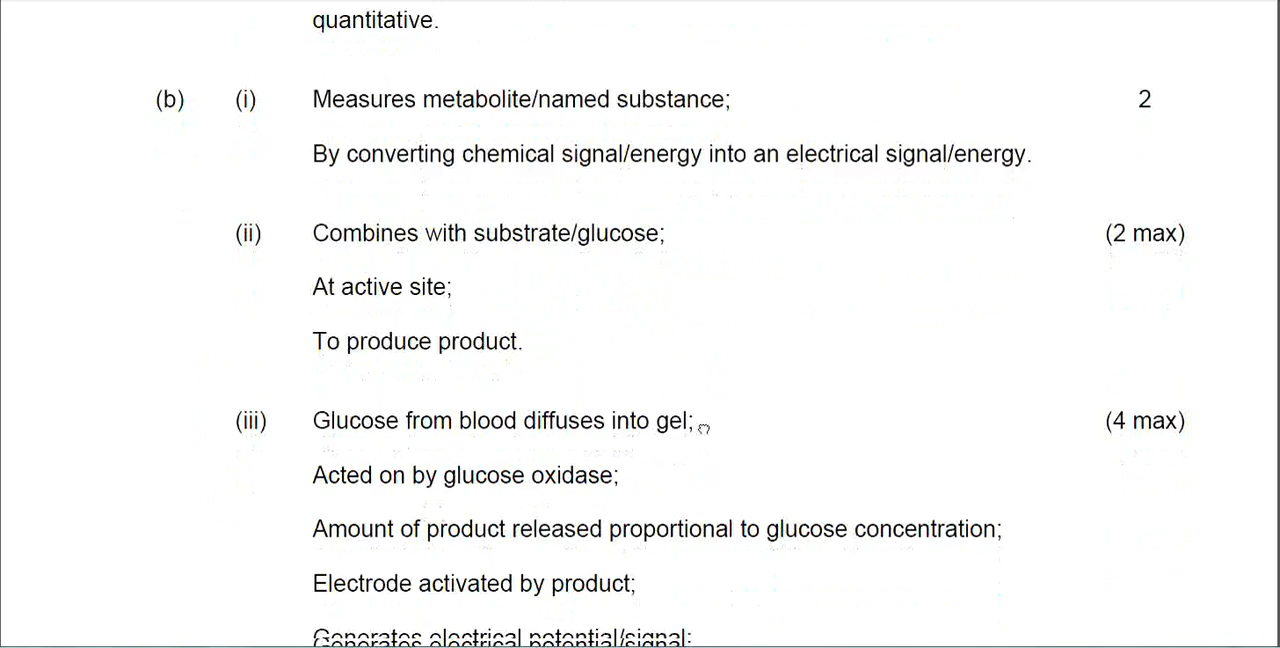 quantitative.
(b) (i) Measures metabolite/named substance; 2
By converting chemical signal/energy into an electrical signal/energy.
(ii) Combines with substrate/glucose; (2 max)
At active site;
To produce product.
(iii) Glucose from blood diffuses into gel; (4 max)
Acted on by glucose oxidase;
Amount of product released proportional to glucose concentration;
Electrode activated by product;
Generates electrical potential/signal;